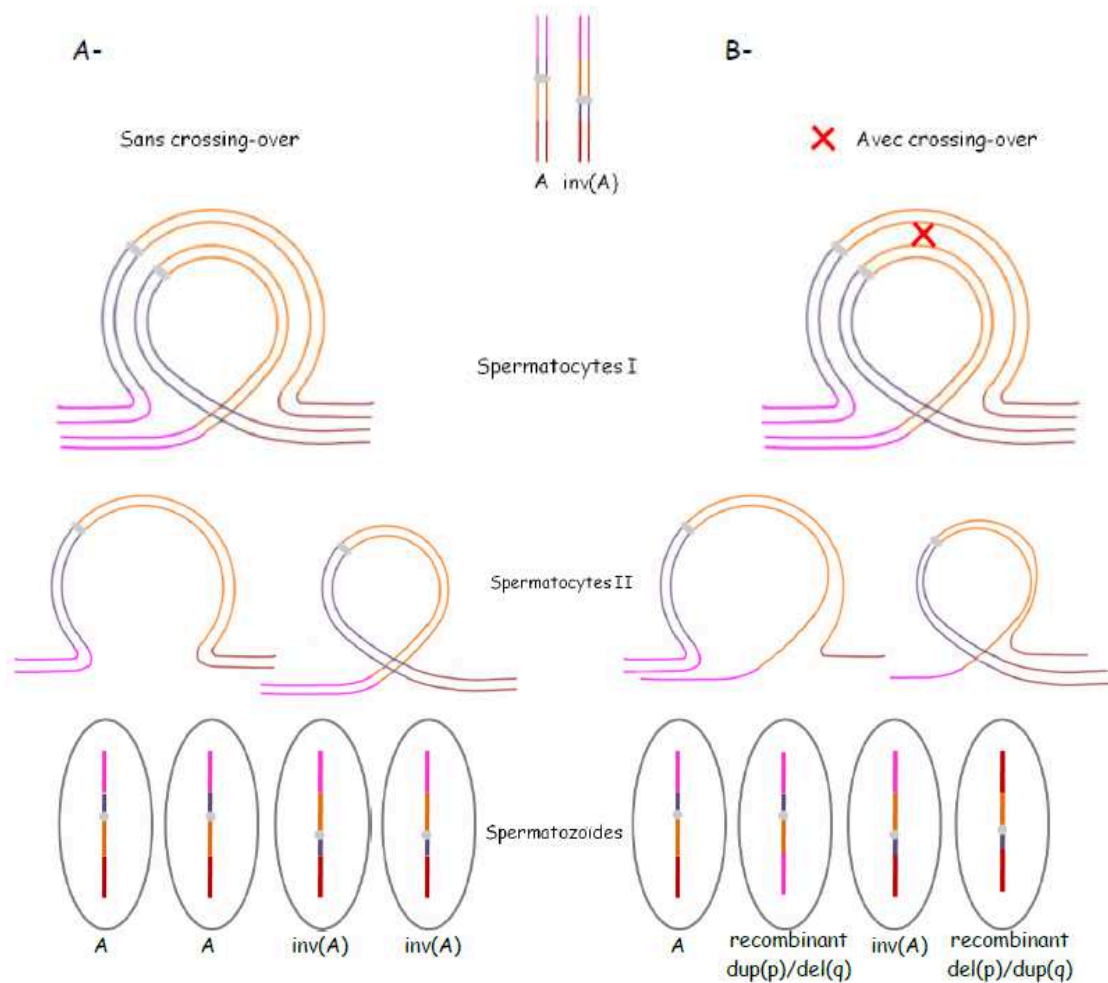 A-
B-
Sans crossing-over
Avec crossing-over
A inv(A)
Spermatocytes I
Spermatocytes II
Spermatozoïdes
A
A
inv(A)
inv(A)
A
recombinant
dup(p)/del(q)
inv(A)
recombinant
del(p)/dup(q)